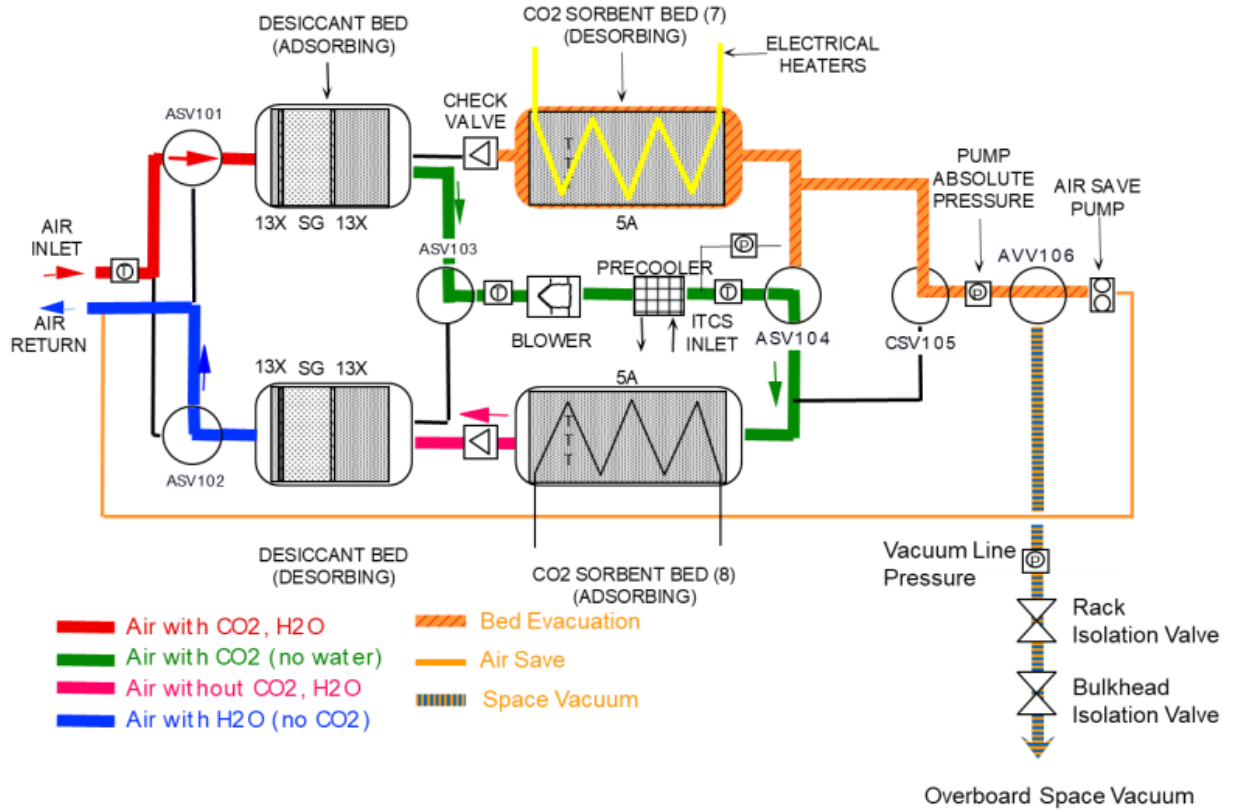 DESICCANT BED
(ADSORBING)
CO2 SORBENT BED (7)
(DESORBING)
ELECTRICAL
HEATERS
ASV101
CHECK
VALVE
T
T
PUMP
ABSOLUTE
PRESSURE
AIR SAVE
PUMP
13X SG 13X
5A
AIR
INLET
T
ASV103
P
PRECOOLER
AVV106
T
T
P
AIR
RETURN
BLOWER
ITCS
INLET
ASV104
CSV105
13X SG 13X
5A
T
T
T
ASV102
DESICCANT BED
(DESORBING)
CO2 SORBENT BED (8)
(ADSORBING)
Vacuum Line
Pressure
P
Rack
Isolation Valve
Bulkhead
Isolation Valve
Overboard Space Vacuum
Air with CO2, H2O
Air with CO2 (no water)
Air without CO2, H2O
Air with H2O (no CO2)
Bed Evacuation
Air Save
Space Vacuum